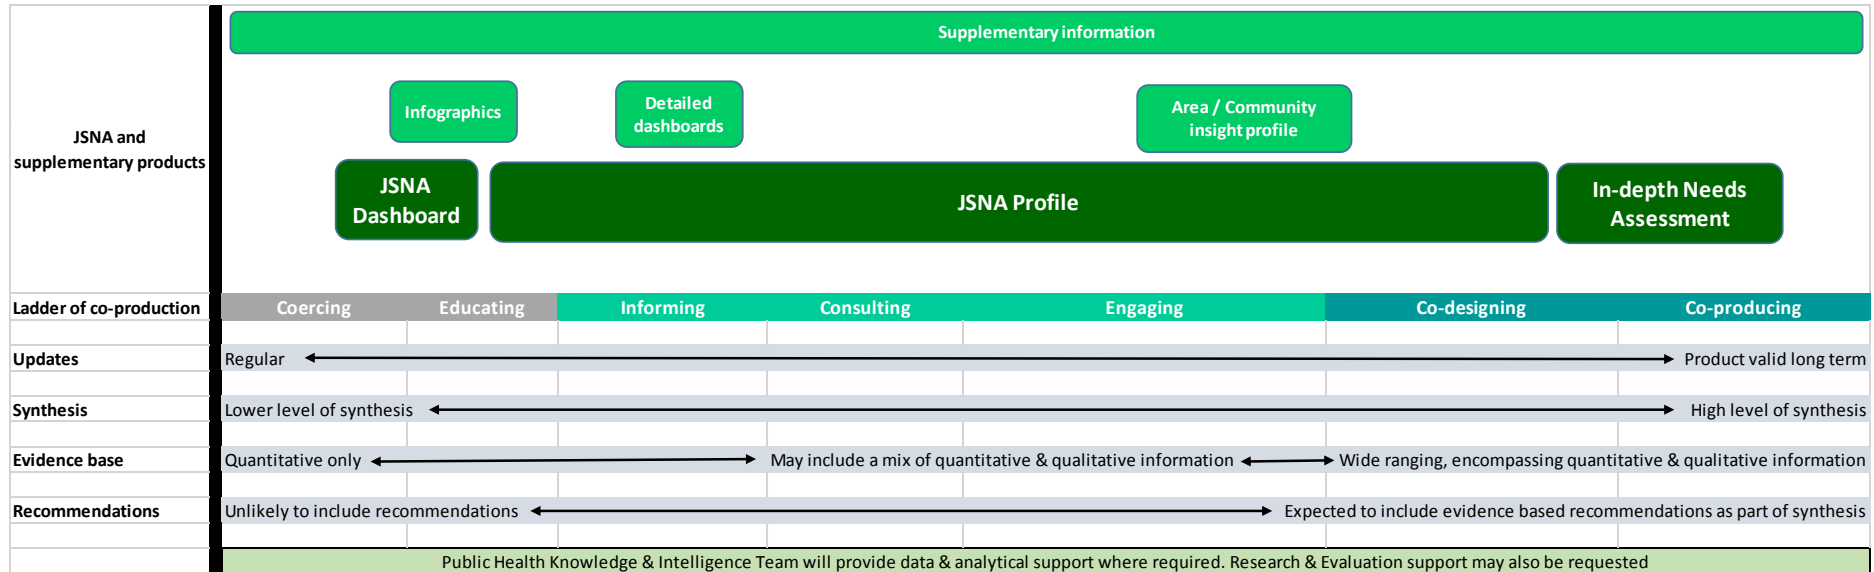 Supplementary information
JSNA and
supplementary products
Infographics
Detailed
dashboards
Area / Community
insight profile
JSNA
Dashboard
JSNA Profile
In-depth Needs
Assessment
Ladder of co-production
Coercing
Educating
Informing
Consulting
Engaging
Co-designing
Co-producing
Updates
Regular
Product valid long term
Synthesis
Lower level of synthesis
High level of synthesis
Evidence base
Quantitative only
May include a mix of quantitative & qualitative information
Wide ranging, encompassing quantitative & qualitative information
Recommendations
Unlikely to include recommendations
Expected to include evidence based recommendations as part of synthesis
Public Health Knowledge & Intelligence Team will provide data & analytical support where required. Research & Evaluation support may also be requested